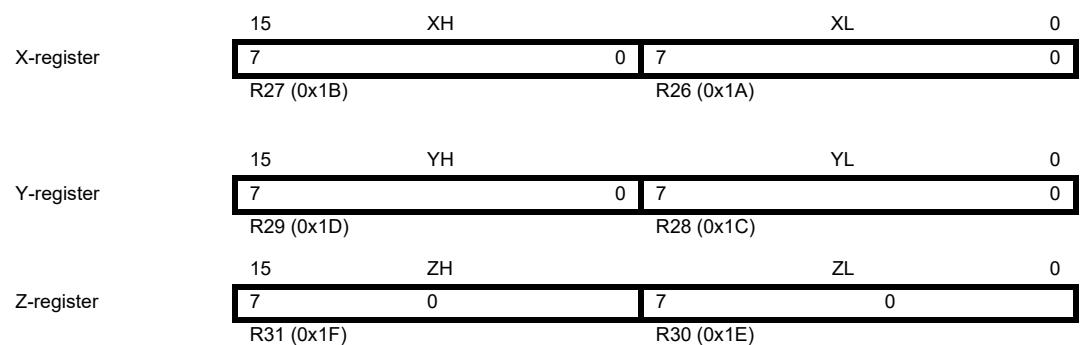 15 XH XL 0
X-register 7 0 7 0
R27 (0x1B) R26 (0x1A)
15 YH YL 0
Y-register 7 0 7 0
R29 (0x1D) R28 (0x1C)
15 ZH ZL 0
Z-register 7 0 7 0
R31 (0x1F) R30 (0x1E)